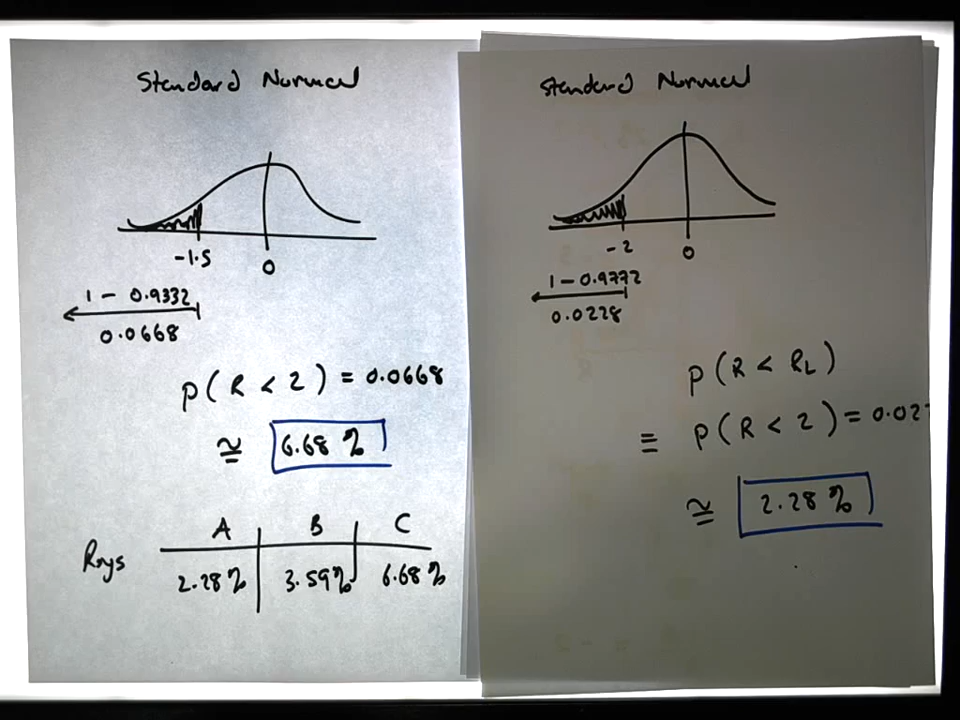 Standard Normal
-1.5
0
1 - 0.9332
0.0668
P(R < 2) = 0.0668
≅ 6.68 %
A B C
2.28% 3.59% 6.68%
Standard Normal
-2
0
1 - 0.9772
0.0228
P(R < RL)
≡ P(R < 2) = 0.02
≅ 2.28 %